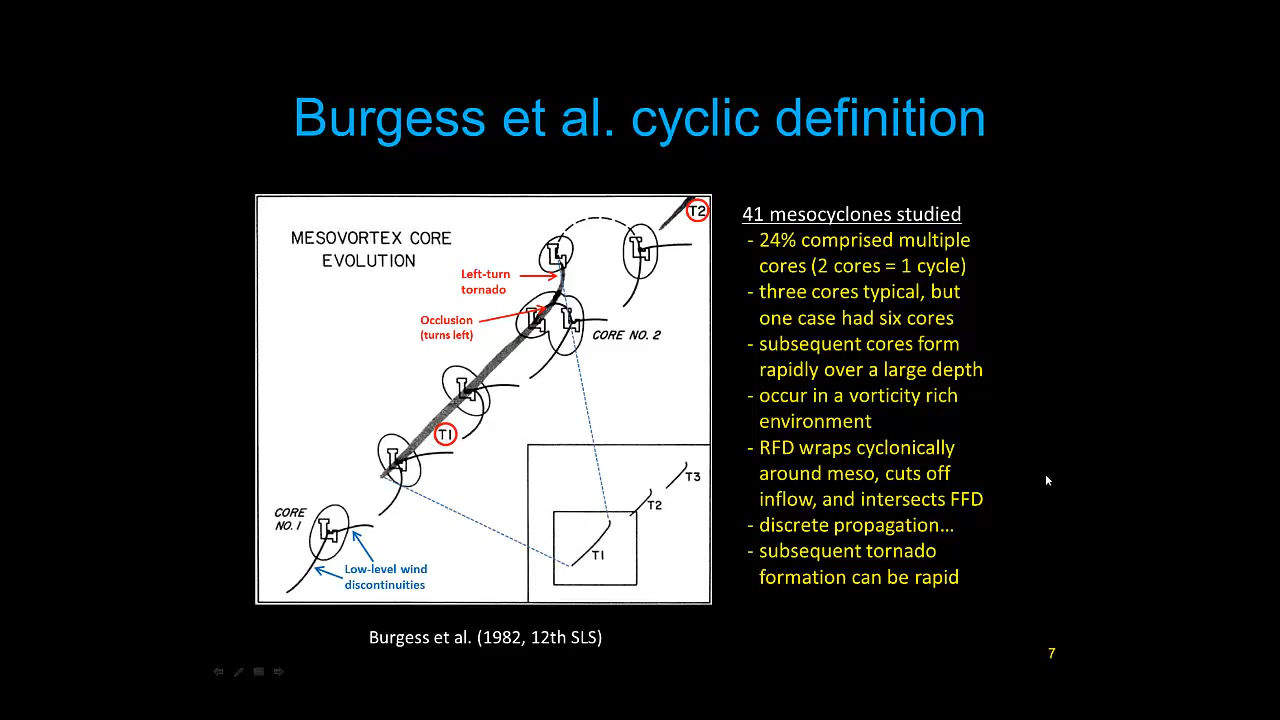 Burgess et al. cyclic definition
MESOVORTEX CORE
EVOLUTION
T2
Left-turn
tornado
Occlusion
(turns left)
CORE NO. 2
T1
CORE
NO. 1
Low-level wind
discontinuities
T3
T2
T1
L
L
L
L
L
L
L
41 mesocyclones studied
- 24% comprised multiple
cores (2 cores = 1 cycle)
- three cores typical, but
one case had six cores
- subsequent cores form
rapidly over a large depth
- occur in a vorticity rich
environment
- RFD wraps cyclonically
around meso, cuts off
inflow, and intersects FFD
- discrete propagation…
- subsequent tornado
formation can be rapid
Burgess et al. (1982, 12th SLS)
7